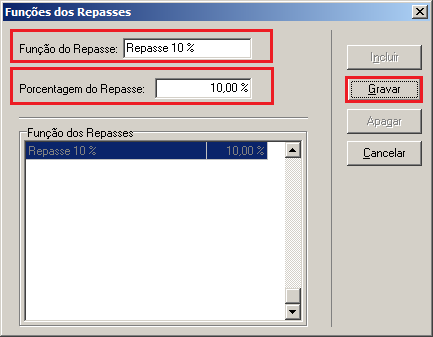 Funções dos Repasses
Função do Repasse: Repasse 10 %
Incluir
Porcentagem do Repasse: 10,00 %
Gravar
Apagar
Função dos Repasses
Cancelar
Repasse 10 % 10,00 %